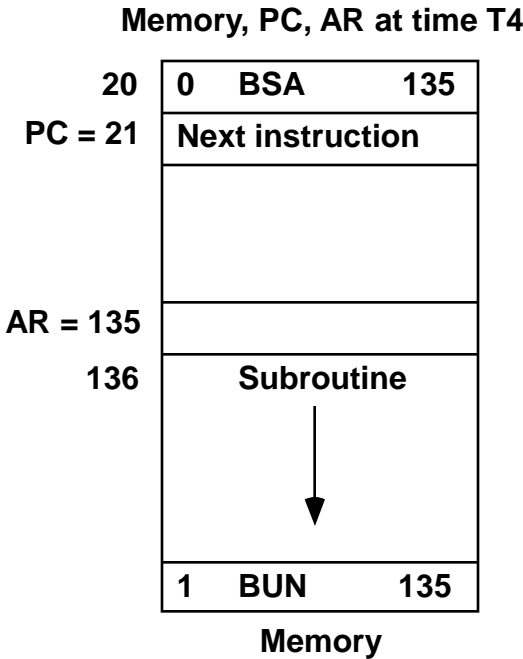 Memory, PC, AR at time T4
20 0 BSA 135
PC = 21 Next instruction
AR = 135
136 Subroutine
1 BUN 135
Memory